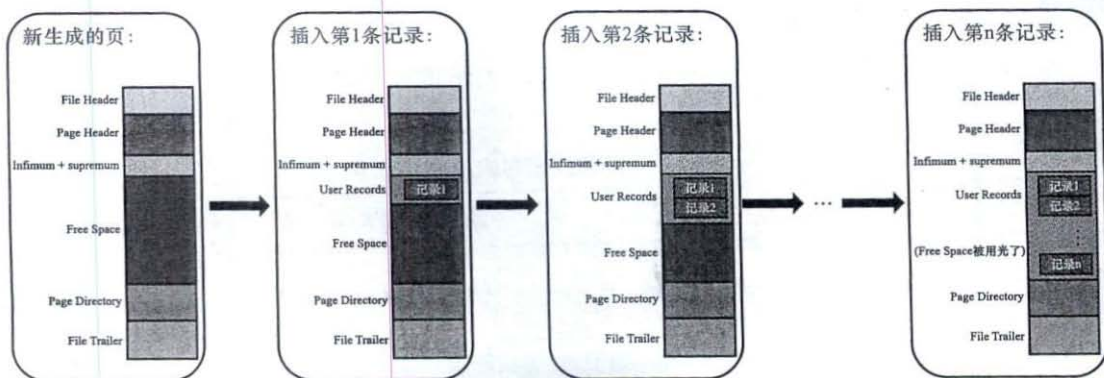 新生成的页：
File Header
Page Header
Infimum + supremum
Free Space
Page Directory
File Trailer
插入第1条记录：
File Header
Page Header
Infimum + supremum
User Records
记录1
Free Space
Page Directory
File Trailer
插入第2条记录：
File Header
Page Header
Infimum + supremum
User Records
记录1
记录2
Free Space
Page Directory
File Trailer
…
插入第n条记录：
File Header
Page Header
Infimum + supremum
User Records
记录1
记录2
⋮
(Free Space被用光了)
记录n
Page Directory
File Trailer